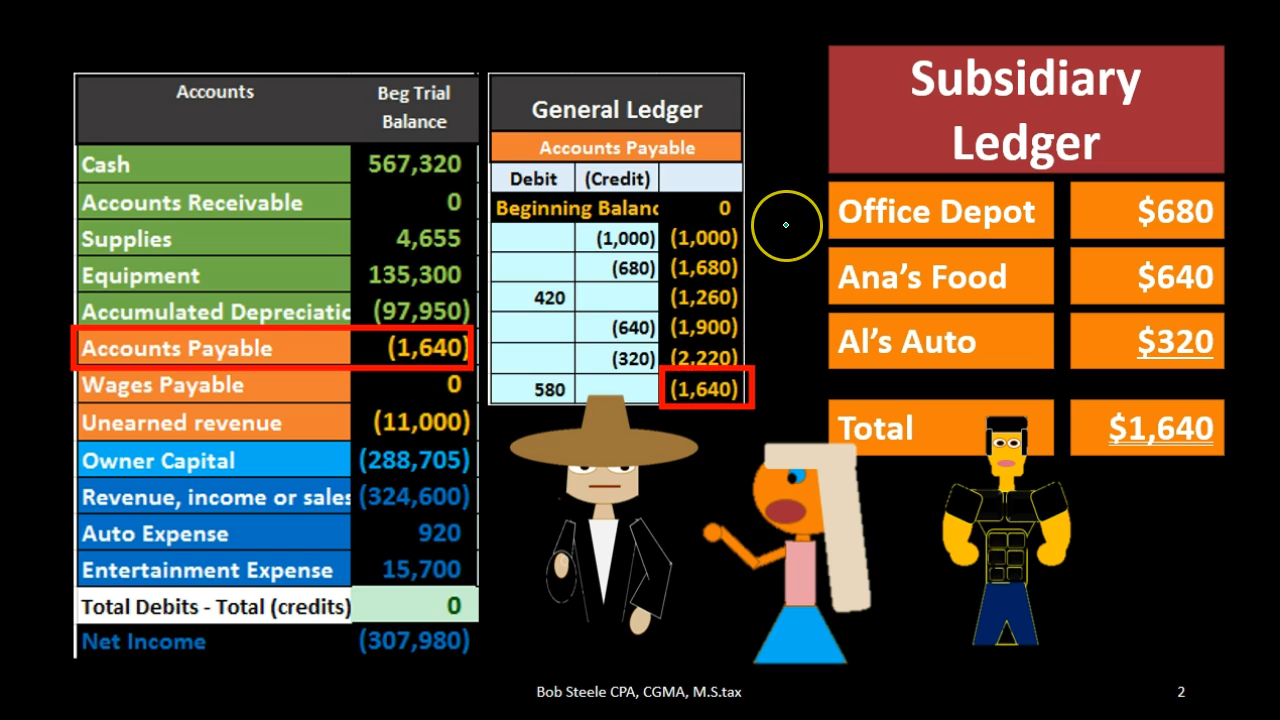 Accounts
Beg Trial
Balance
Cash 567,320
Accounts Receivable 0
Supplies 4,655
Equipment 135,300
Accumulated Depreciatic (97,950)
Accounts Payable (1,640)
Wages Payable 0
Unearned revenue (11,000)
Owner Capital (288,705)
Revenue, income or sales (324,600)
Auto Expense 920
Entertainment Expense 15,700
Total Debits - Total (credits) 0
Net Income (307,980)
General Ledger
Accounts Payable
Debit (Credit)
Beginning Balanc 0
(1,000) (1,000)
(680) (1,680)
420 (1,260)
(640) (1,900)
(320) (2,220)
580 (1,640)
Subsidiary
Ledger
Office Depot $680
Ana's Food $640
Al's Auto $320
Total $1,640
Bob Steele CPA, CGMA, M.S.tax
2